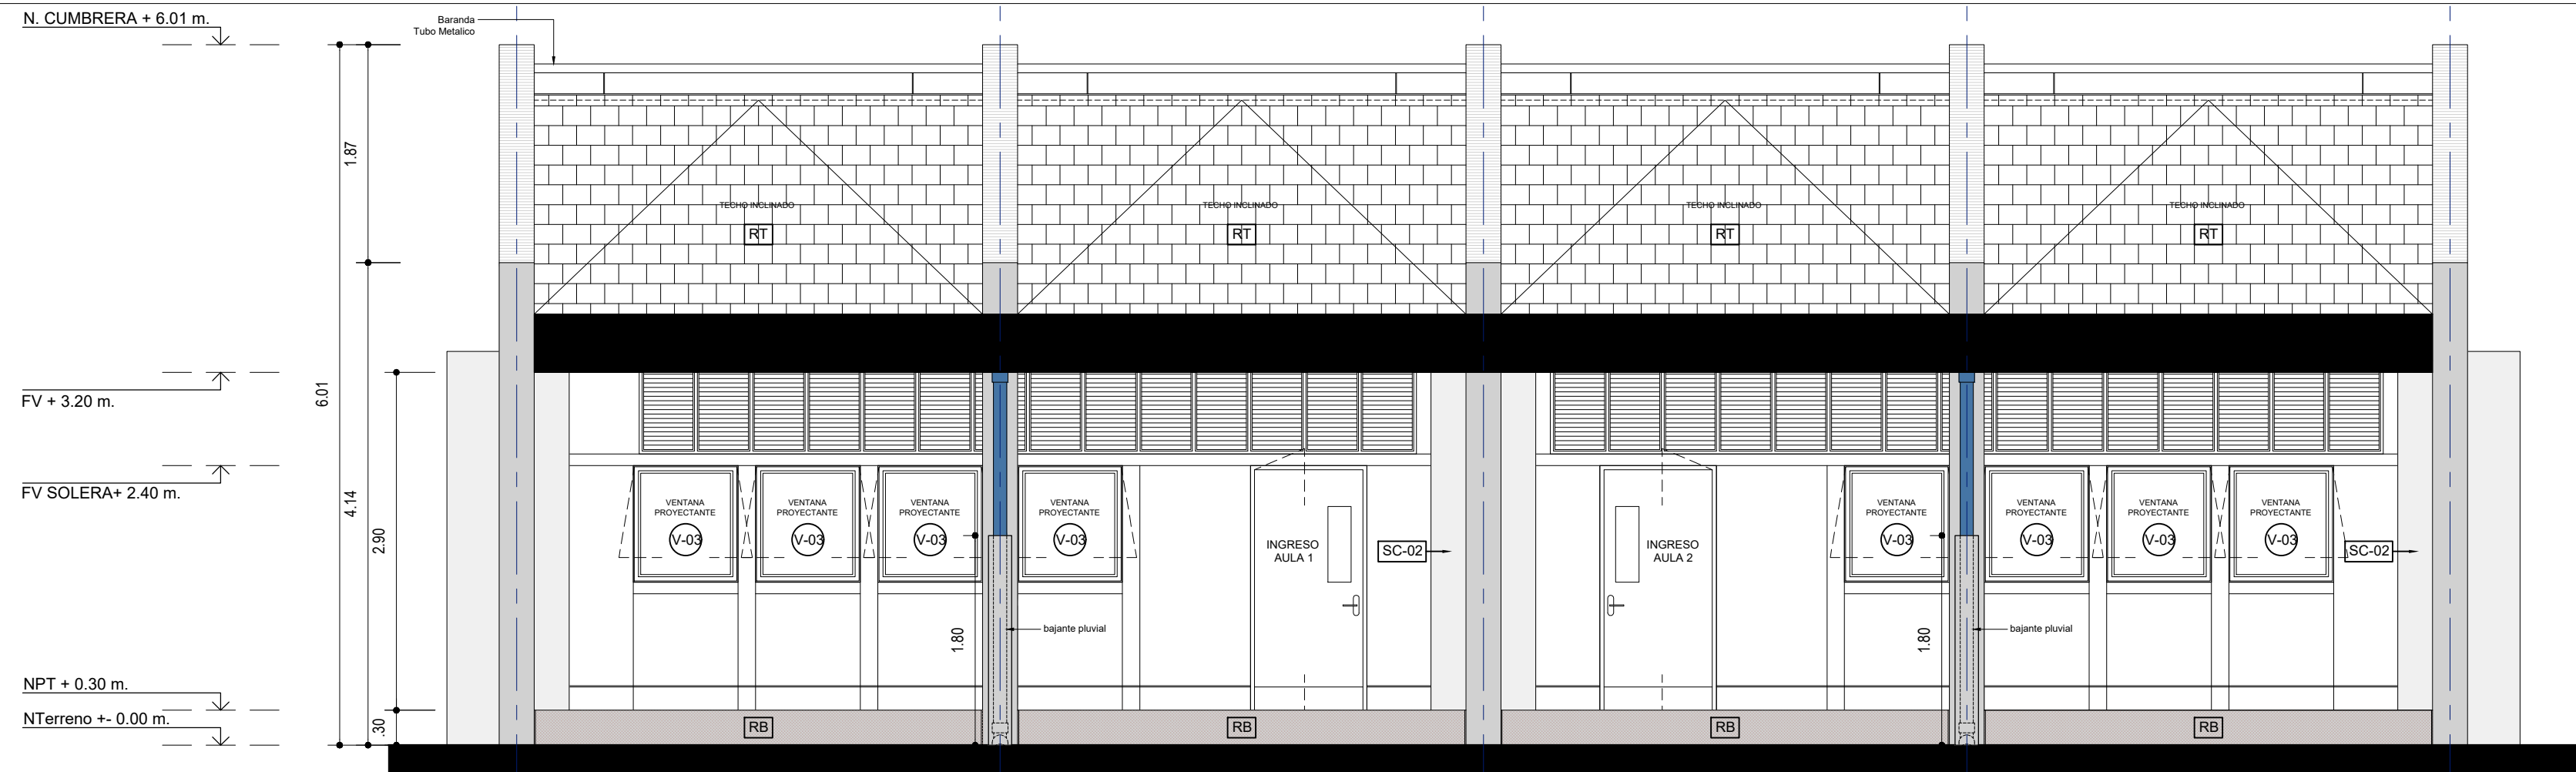 N. CUMBRERA + 6.01 m.
Baranda
Tubo Metalico
1.87
TECHO INCLINADO
RT
TECHO INCLINADO
RT
TECHO INCLINADO
RT
TECHO INCLINADO
RT
6.01
FV + 3.20 m.
FV SOLERA+ 2.40 m.
4.14
2.90
VENTANA
PROYECTANTE
V-03
VENTANA
PROYECTANTE
V-03
VENTANA
PROYECTANTE
V-03
VENTANA
PROYECTANTE
V-03
INGRESO
AULA 1
SC-02
INGRESO
AULA 2
VENTANA
PROYECTANTE
V-03
VENTANA
PROYECTANTE
V-03
VENTANA
PROYECTANTE
V-03
VENTANA
PROYECTANTE
V-03
SC-02
1.80
bajante pluvial
1.80
bajante pluvial
NPT + 0.30 m.
NTerreno +- 0.00 m.
.30
RB
RB
RB
RB